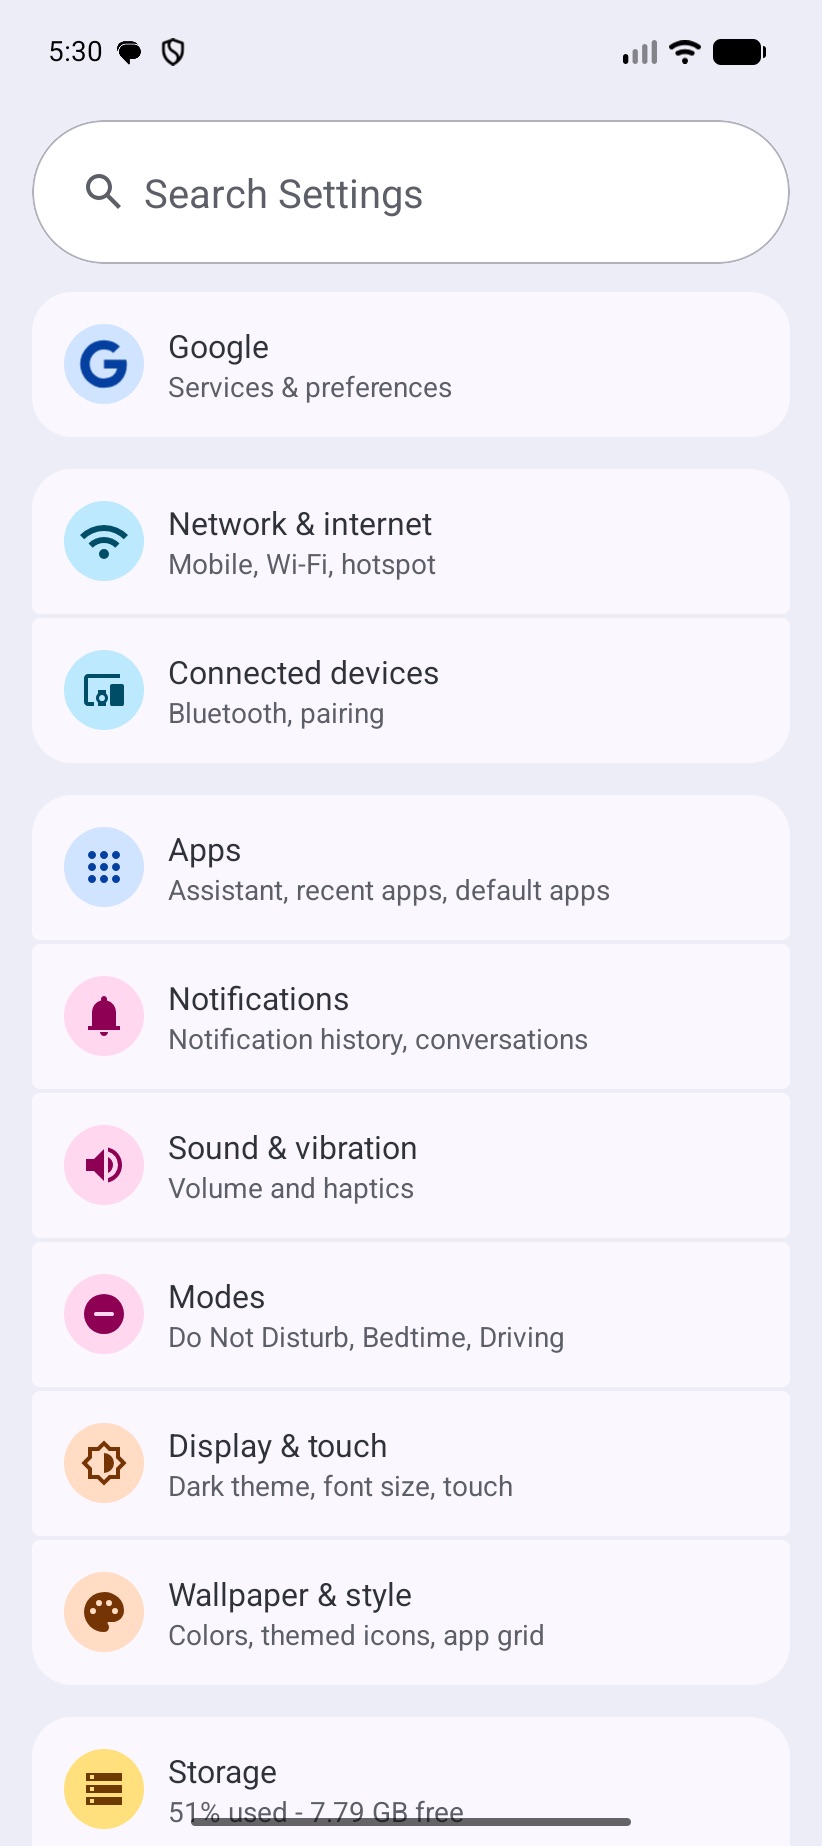 5:30
Search Settings
Google
Services & preferences
Network & internet
Mobile, Wi-Fi, hotspot
Connected devices
Bluetooth, pairing
Apps
Assistant, recent apps, default apps
Notifications
Notification history, conversations
Sound & vibration
Volume and haptics
Modes
Do Not Disturb, Bedtime, Driving
Display & touch
Dark theme, font size, touch
Wallpaper & style
Colors, themed icons, app grid
Storage
51% used - 7.79 GB free